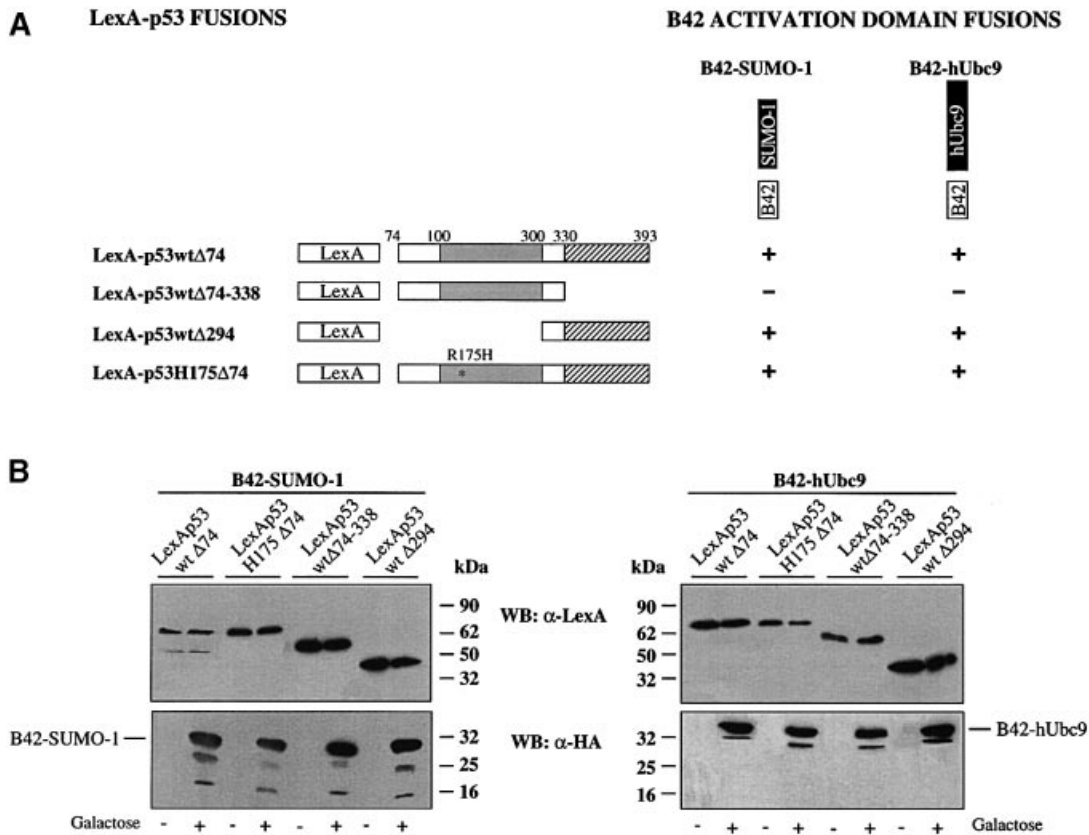 A
LexA-p53 FUSIONS
B42 ACTIVATION DOMAIN FUSIONS
B42-SUMO-1 B42-hUbc9
SUMO-1 hUbc9
B42 B42
74 100 300 330 393
LexA-p53wtΔ74 LexA + +
LexA-p53wtΔ74-338 LexA – –
LexA-p53wtΔ294 LexA + +
R175H
LexA-p53H175Δ74 LexA * + +
B
B42-SUMO-1
LexAp53 wt Δ74
LexAp53 H175 Δ74
LexAp53 wtΔ74-338
LexAp53 wt Δ294
kDa
90
62
50
32
WB: α-LexA
B42-SUMO-1
32
25
16
WB: α-HA
Galactose - + - + - + - +
B42-hUbc9
LexAp53 wt Δ74
LexAp53 H175 Δ74
LexAp53 wtΔ74-338
LexAp53 wt Δ294
kDa
90
62
50
32
32
25
16
B42-hUbc9
- + - + - + - + Galactose